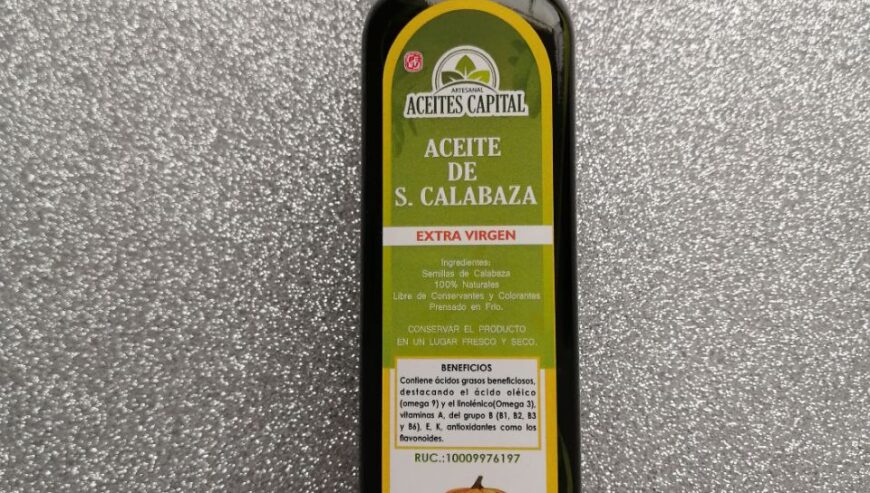 ARTESANAL
ACEITES CAPITAL
ACEITE
DE
S. CALABAZA
EXTRA VIRGEN
Ingredientes:
Semillas de Calabaza
100% Naturales
Libre de Conservantes y Colorantes
Prensado en Frío.
CONSERVAR EL PRODUCTO
EN UN LUGAR FRESCO Y SECO.
BENEFICIOS
Contiene ácidos grasos beneficiosos,
destacando el ácido oléico
(omega 9) y el linolénico(Omega 3),
vitaminas A, del grupo B (B1, B2, B3
y B6), E, K, antioxidantes como los
flavonoides.
RUC.:10009976197